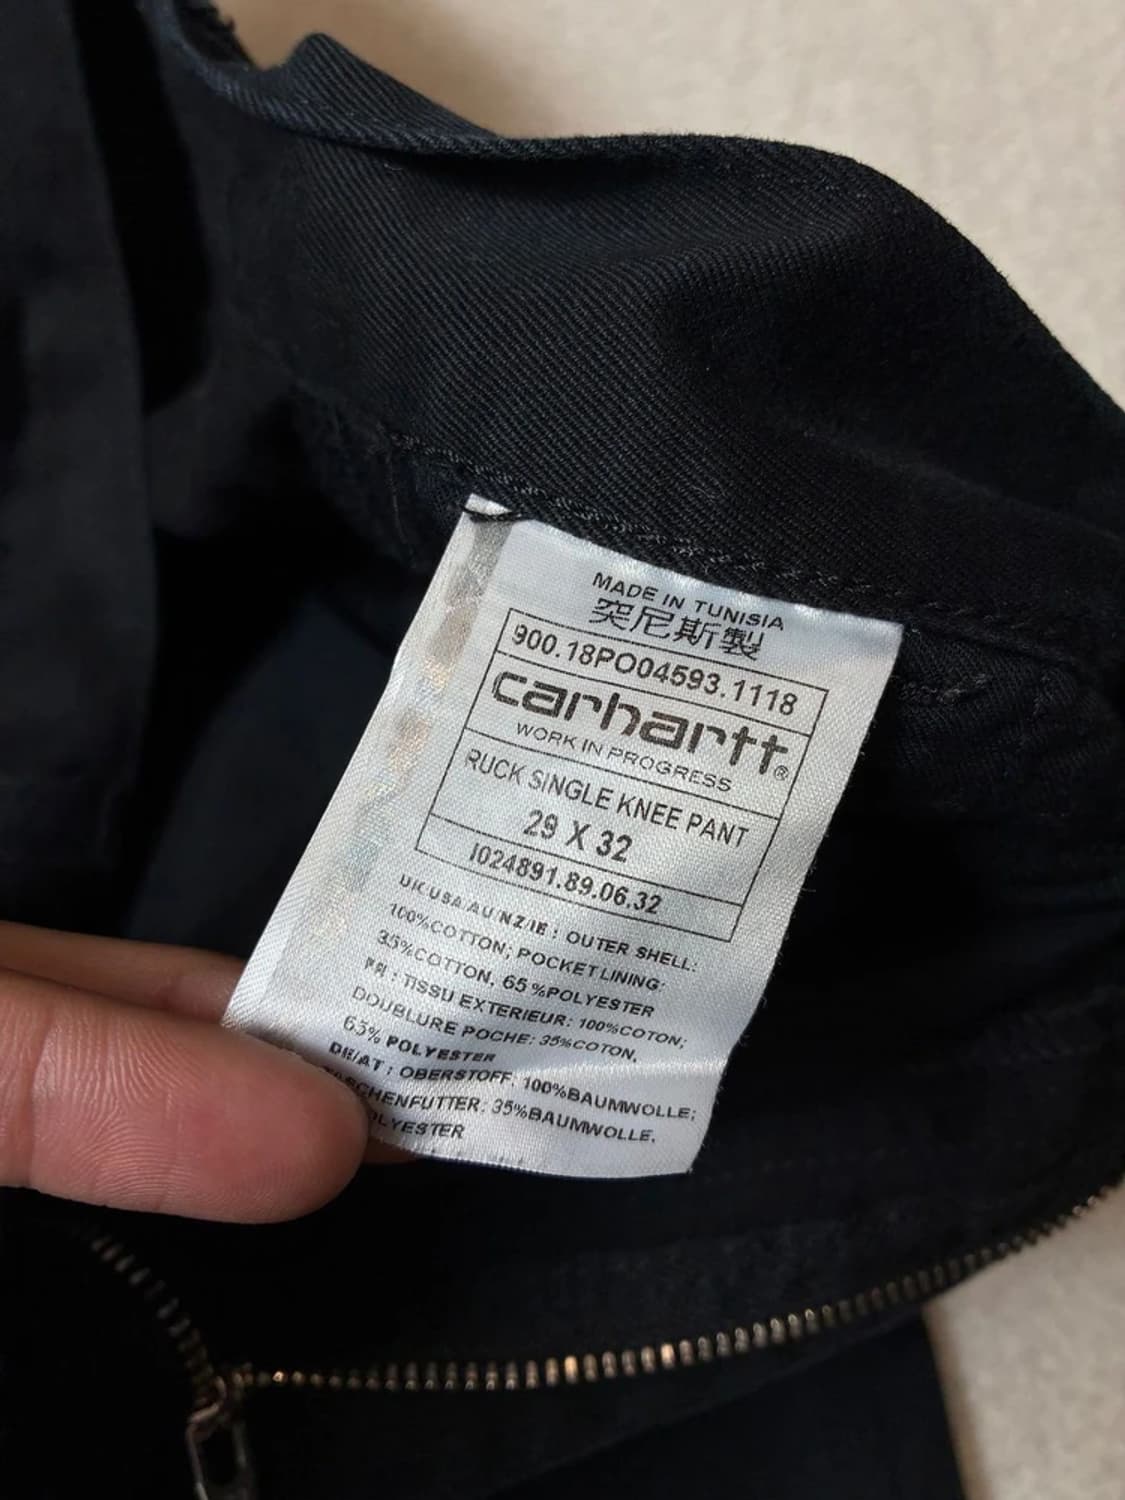 MADE IN TUNISIA
突尼斯製
900.18PO04593.1118
carhartt®
WORK IN PROGRESS
RUCK SINGLE KNEE PANT
29 X 32
I024891.89.06.32
UK USA AU/NZ/IE : OUTER SHELL:
100%COTTON; POCKET LINING:
35%COTTON, 65%POLYESTER
FR : TISSU EXTERIEUR: 100%COTON;
DOUBLURE POCHE: 35%COTON,
65% POLYESTER
DE/AT : OBERSTOFF: 100%BAUMWOLLE;
TASCHENFUTTER: 35%BAUMWOLLE,
POLYESTER